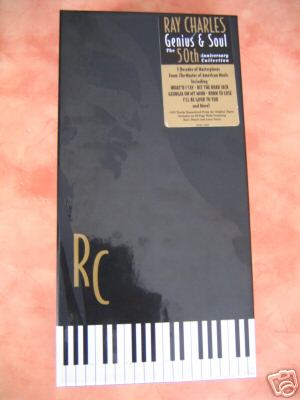 RAY CHARLES
Genius & Soul
The 50th Anniversary Collection
5 Decades of Masterpieces
From The Master of American Music
Including
WHAT'D I SAY · HIT THE ROAD JACK
GEORGIA ON MY MIND · BORN TO LOSE
I'LL BE GOOD TO YOU
and More!
RC